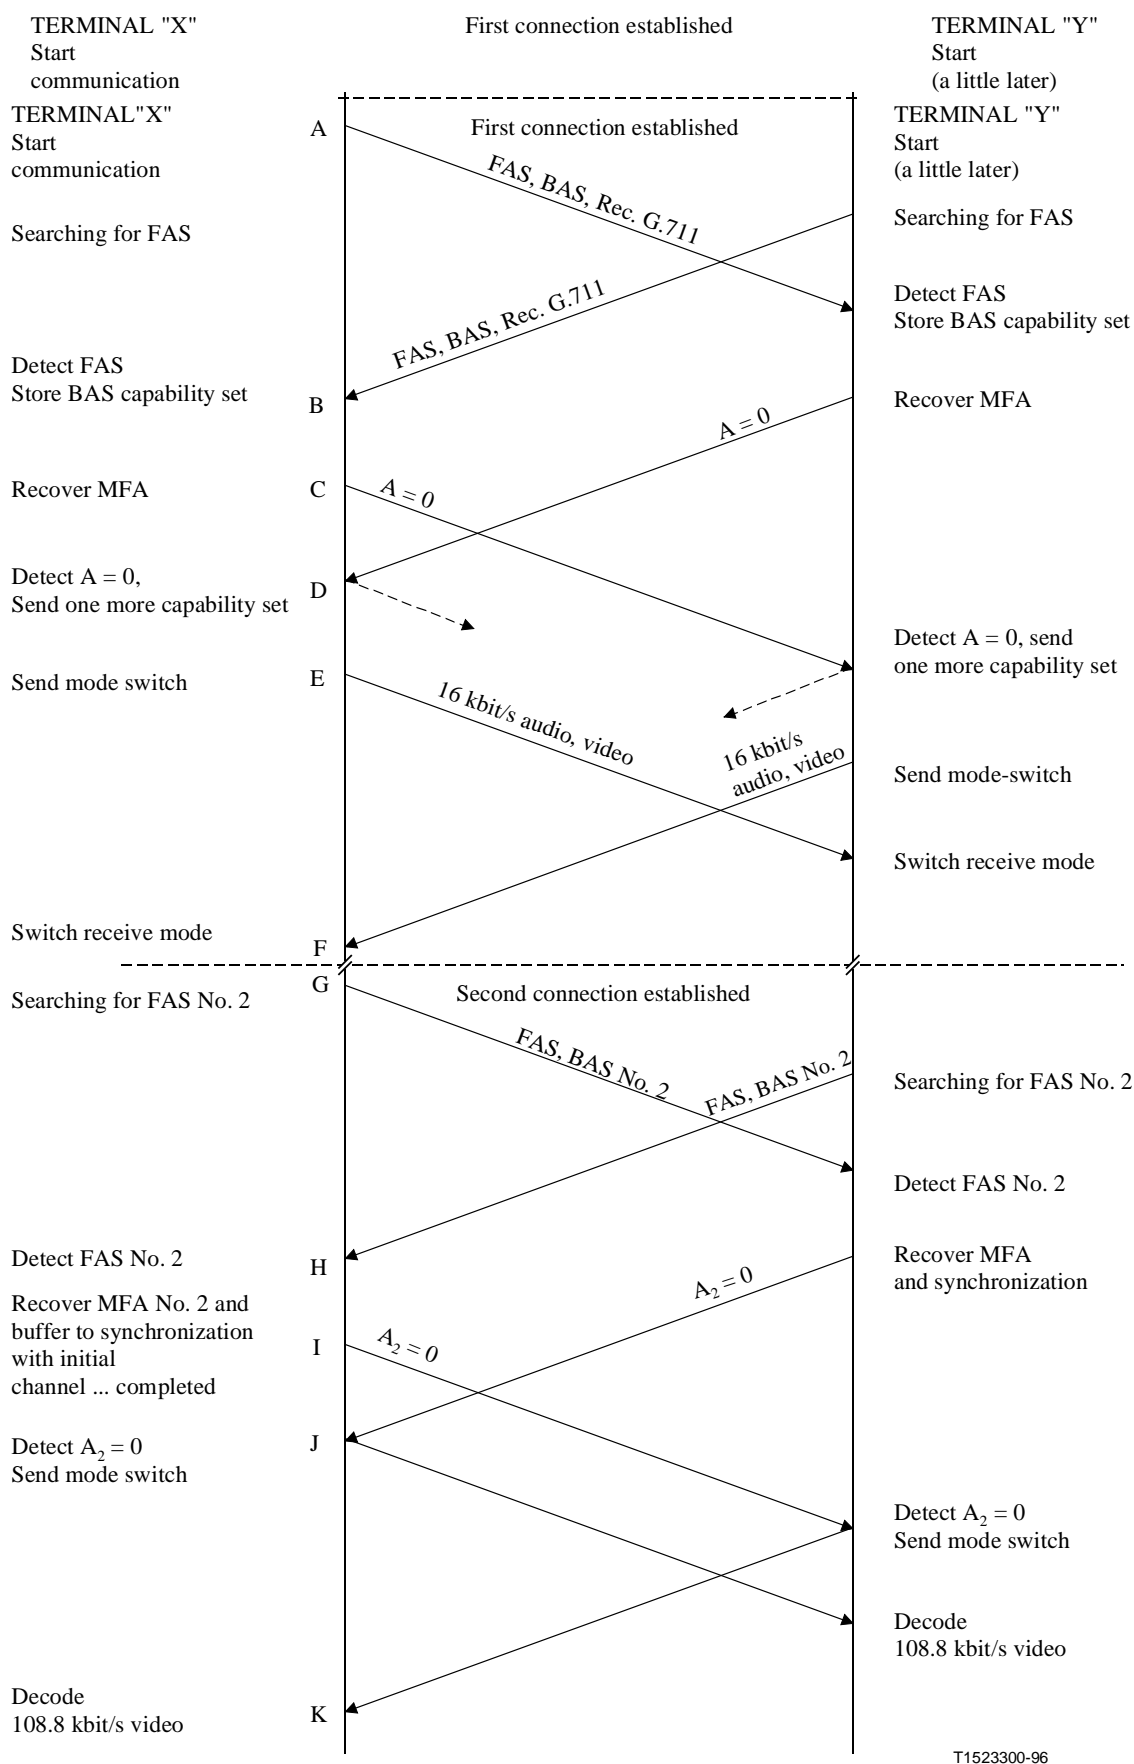 TERMINAL "X"
Start
communication
First connection established
TERMINAL "Y"
Start
(a little later)
TERMINAL"X"
Start
communication
A
First connection established
TERMINAL "Y"
Start
(a little later)
FAS, BAS, Rec. G.711
Searching for FAS
Searching for FAS
FAS, BAS, Rec. G.711
Detect FAS
Store BAS capability set
Detect FAS
Store BAS capability set
B
Recover MFA
A = 0
Recover MFA
C
A = 0
Detect A = 0,
Send one more capability set
D
Detect A = 0, send
one more capability set
Send mode switch
E
16 kbit/s audio, video
16 kbit/s
audio, video
Send mode-switch
Switch receive mode
Switch receive mode
F
G
Searching for FAS No. 2
Second connection established
FAS, BAS No. 2
FAS, BAS No. 2
Searching for FAS No. 2
Detect FAS No. 2
Detect FAS No. 2
H
Recover MFA
and synchronization
A₂ = 0
Recover MFA No. 2 and
buffer to synchronization
with initial
channel ... completed
I
A₂ = 0
Detect A₂ = 0
Send mode switch
J
Detect A₂ = 0
Send mode switch
Decode
108.8 kbit/s video
Decode
108.8 kbit/s video
K
T1523300-96